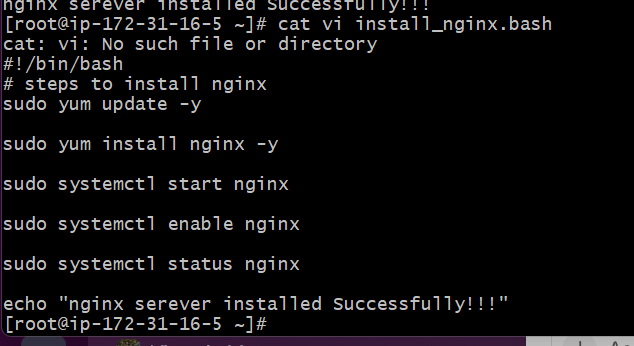 nginx serever installed Successfully!!!
[root@ip-172-31-16-5 ~]# cat vi install_nginx.bash
cat: vi: No such file or directory
#!/bin/bash
# steps to install nginx
sudo yum update -y
sudo yum install nginx -y
sudo systemctl start nginx
sudo systemctl enable nginx
sudo systemctl status nginx
echo "nginx serever installed Successfully!!!"
[root@ip-172-31-16-5 ~]#